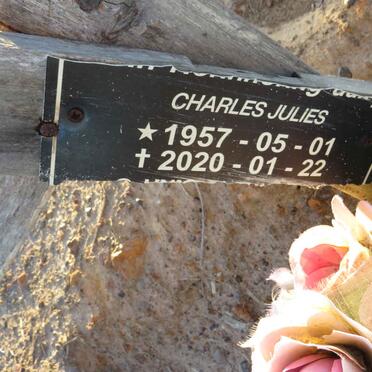 CHARLES JULIES
★ 1957 - 05 - 01
✝ 2020 - 01 - 22